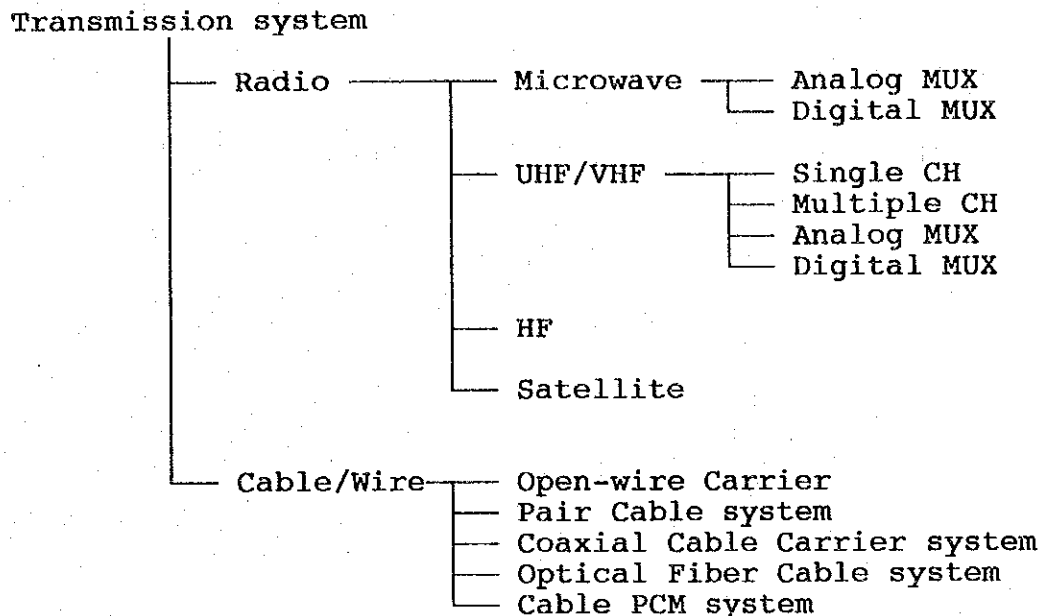 Transmission system
Radio Microwave Analog MUX
Digital MUX
UHF/VHF Single CH
Multiple CH
Analog MUX
Digital MUX
HF
Satellite
Cable/Wire Open-wire Carrier
Pair Cable system
Coaxial Cable Carrier system
Optical Fiber Cable system
Cable PCM system